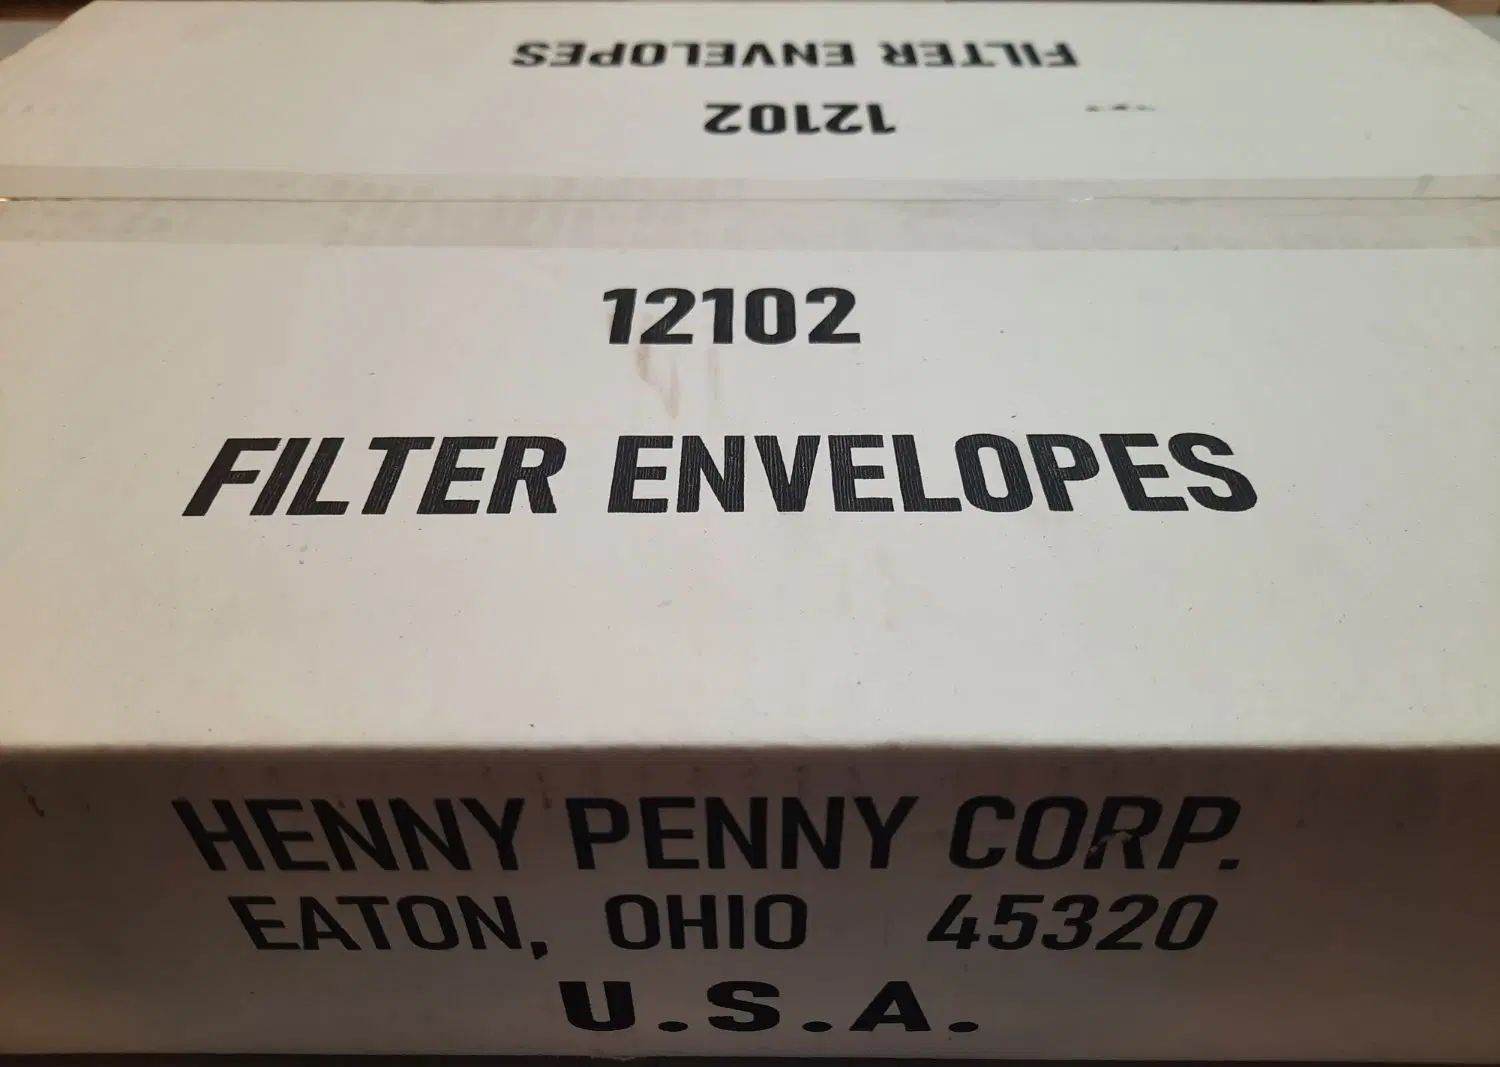 FILTER ENVELOPES
12102
12102
FILTER ENVELOPES
HENNY PENNY CORP.
EATON, OHIO 45320
U.S.A.